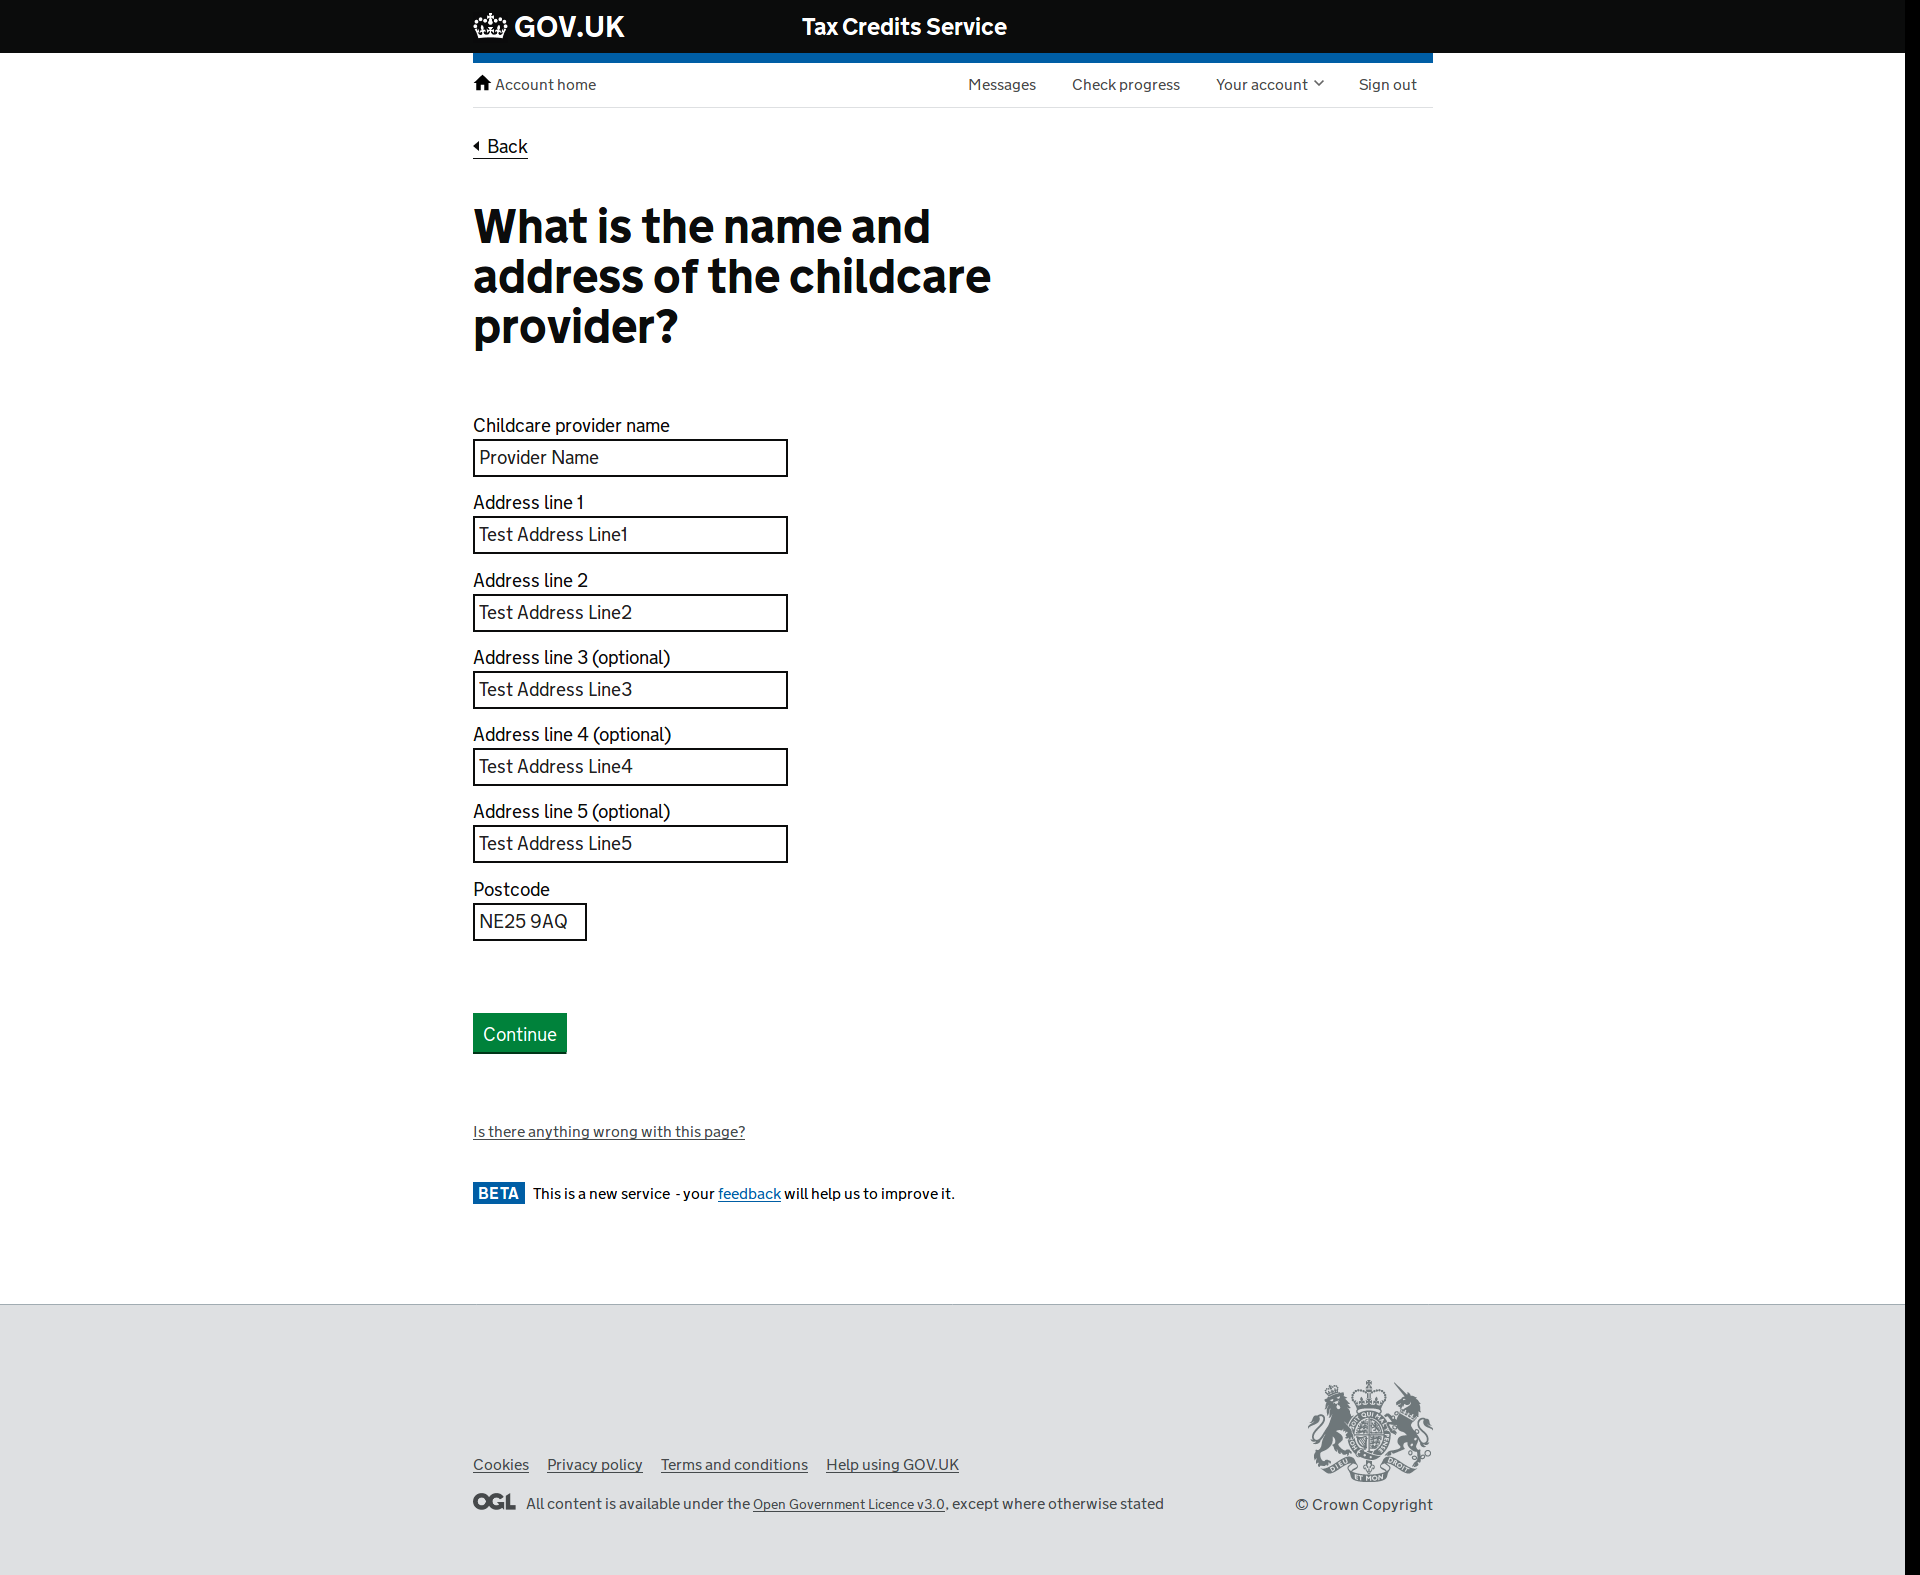 GOV.UK Tax Credits Service
Account home Messages Check progress Your account Sign out
Back
What is the name and
address of the childcare
provider?
Childcare provider name
Provider Name
Address line 1
Test Address Line1
Address line 2
Test Address Line2
Address line 3 (optional)
Test Address Line3
Address line 4 (optional)
Test Address Line4
Address line 5 (optional)
Test Address Line5
Postcode
NE25 9AQ
Continue
Is there anything wrong with this page?
BETA This is a new service - your feedback will help us to improve it.
Cookies Privacy policy Terms and conditions Help using GOV.UK
OGL All content is available under the Open Government Licence v3.0, except where otherwise stated
© Crown Copyright